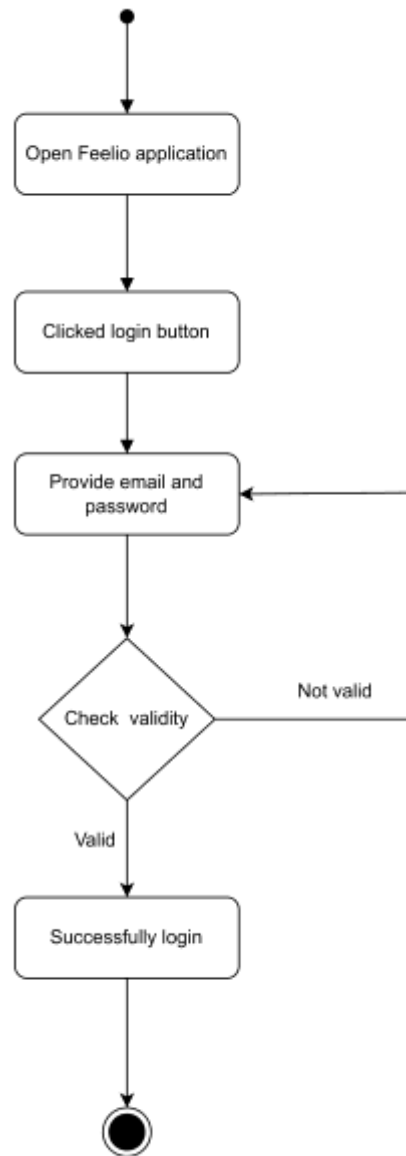 Open Feelio application
Clicked login button
Provide email and
password
Check validity
Not valid
Valid
Successfully login